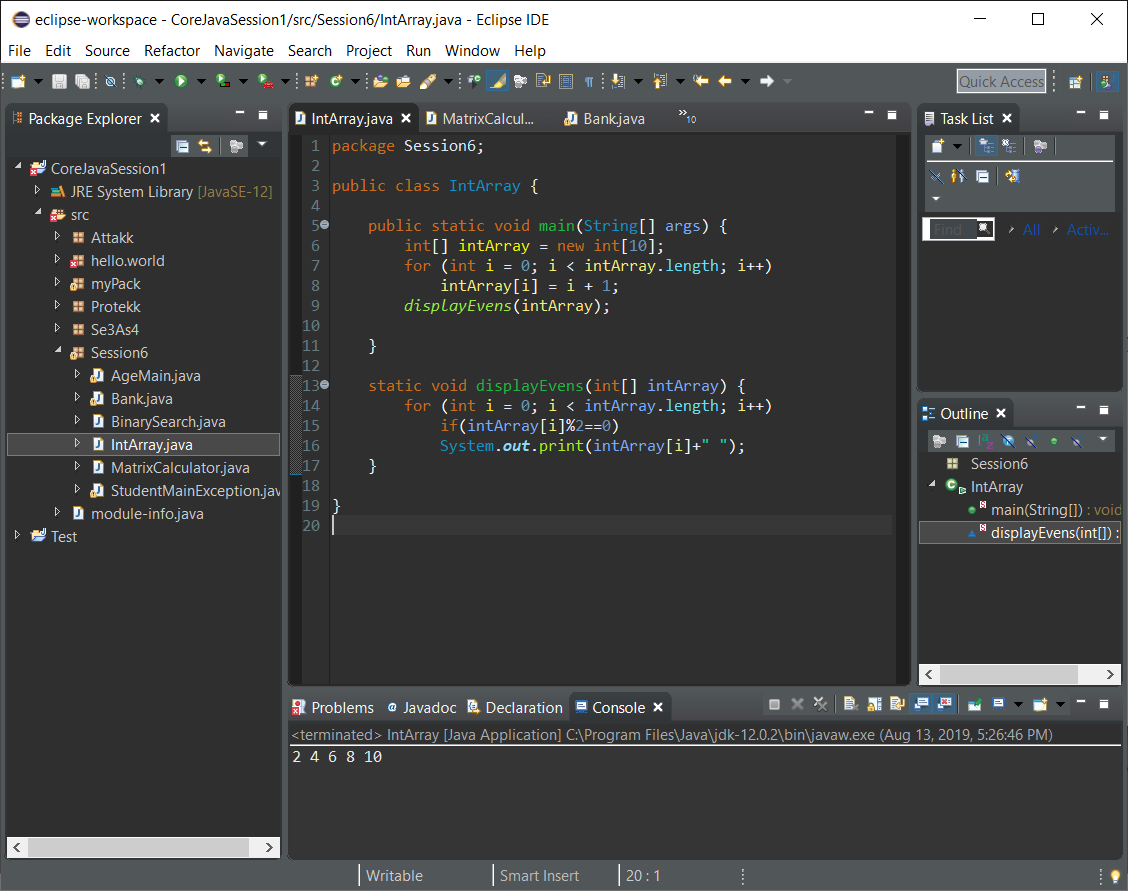 eclipse-workspace - CoreJavaSession1/src/Session6/IntArray.java - Eclipse IDE
File Edit Source Refactor Navigate Search Project Run Window Help
Quick Access
Package Explorer
CoreJavaSession1
JRE System Library [JavaSE-12]
src
Attakk
hello.world
myPack
Protekk
Se3As4
Session6
AgeMain.java
Bank.java
BinarySearch.java
IntArray.java
MatrixCalculator.java
StudentMainException.jav
module-info.java
Test
IntArray.java MatrixCalcul... Bank.java »10
1 package Session6;
2
3 public class IntArray {
4
5 public static void main(String[] args) {
6 int[] intArray = new int[10];
7 for (int i = 0; i < intArray.length; i++)
8 intArray[i] = i + 1;
9 displayEvens(intArray);
10
11 }
12
13 static void displayEvens(int[] intArray) {
14 for (int i = 0; i < intArray.length; i++)
15 if(intArray[i]%2==0)
16 System.out.print(intArray[i]+" ");
17 }
18
19 }
20
Task List
Find All Activ...
Outline
Session6
IntArray
main(String[]) : void
displayEvens(int[]) :
Problems @ Javadoc Declaration Console
<terminated> IntArray [Java Application] C:\Program Files\Java\jdk-12.0.2\bin\javaw.exe (Aug 13, 2019, 5:26:46 PM)
2 4 6 8 10
Writable Smart Insert 20 : 1